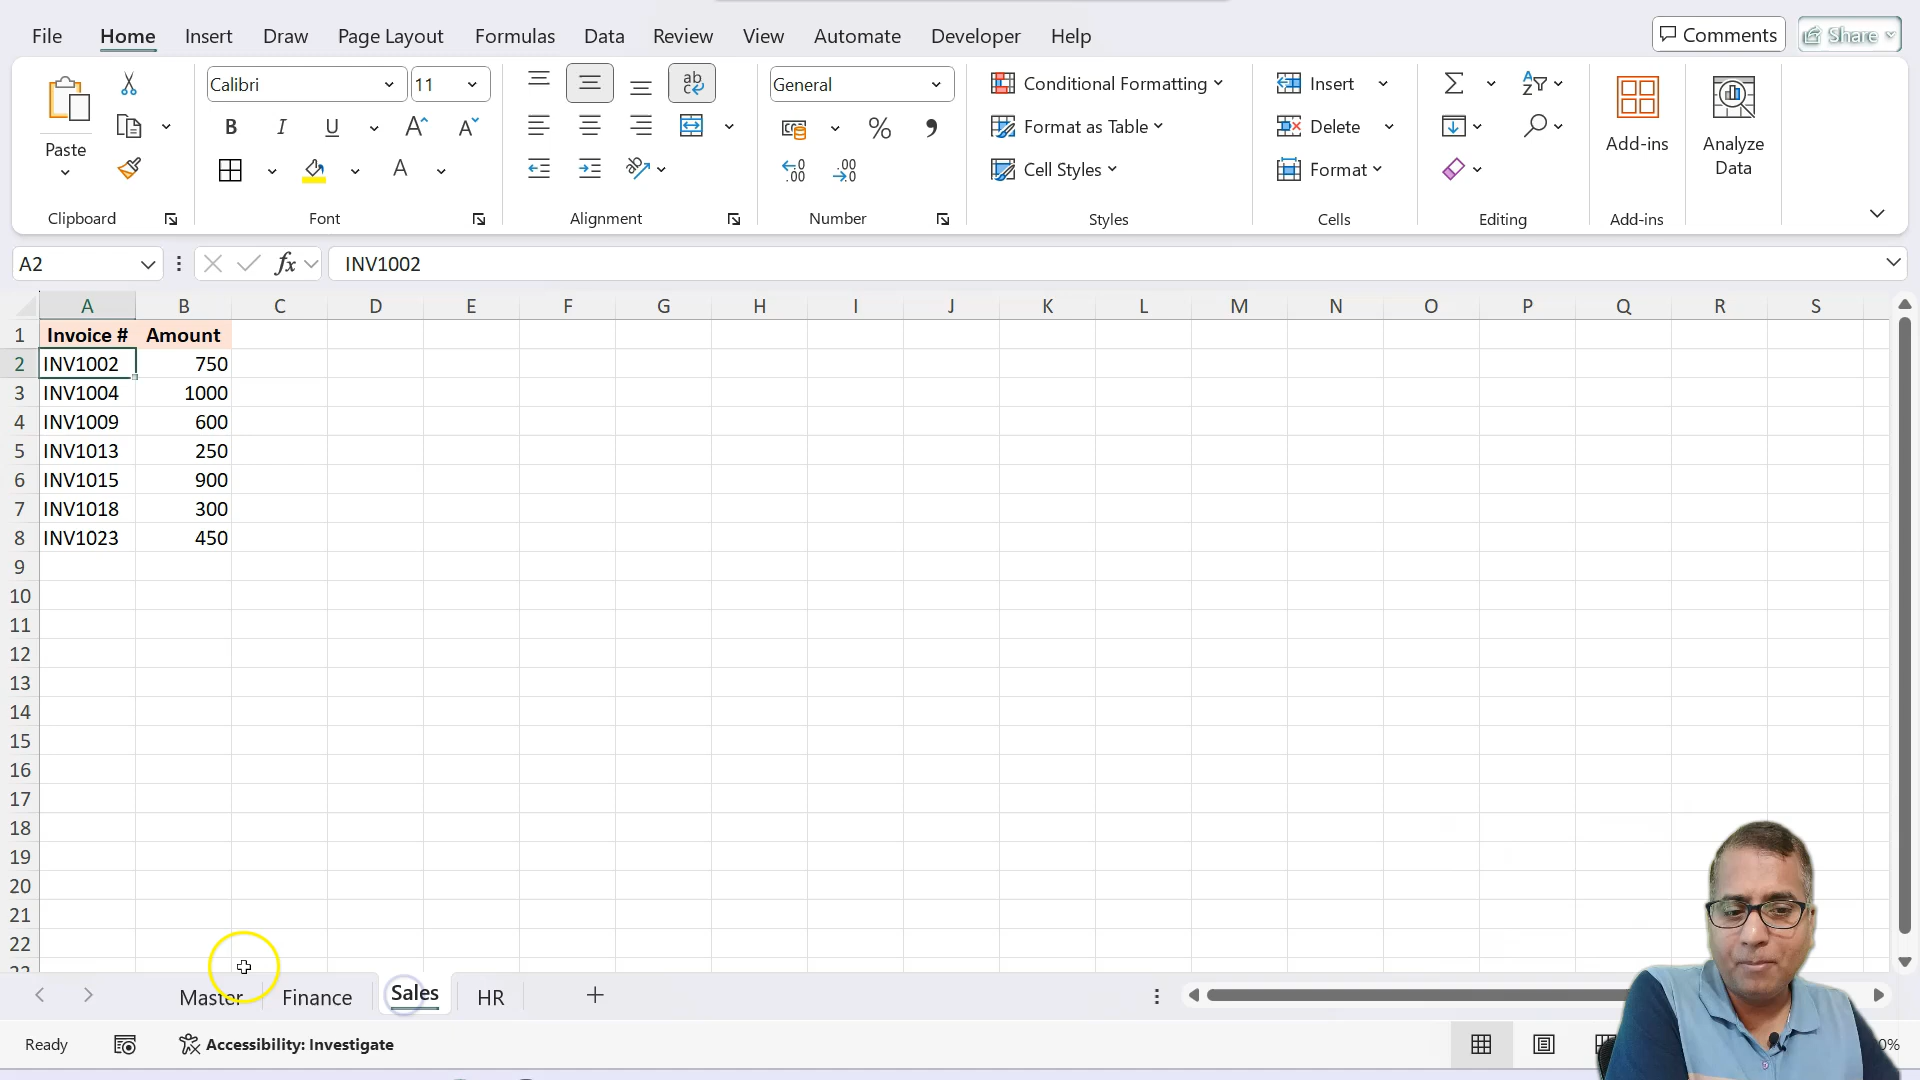 File Home Insert Draw Page Layout Formulas Data Review View Automate Developer Help Comments Share
Calibri 11 General Conditional Formatting Insert
B I U A A % Format as Table Delete
Paste Add-ins Analyze Data
A Cell Styles Format
Clipboard Font Alignment Number Styles Cells Editing Add-ins
A2 fx INV1002
A B C D E F G H I J K L M N O P Q R S
1 Invoice # Amount
2 INV1002 750
3 INV1004 1000
4 INV1009 600
5 INV1013 250
6 INV1015 900
7 INV1018 300
8 INV1023 450
9
10
11
12
13
14
15
16
17
18
19
20
21
22
Master Finance Sales HR
Ready Accessibility: Investigate